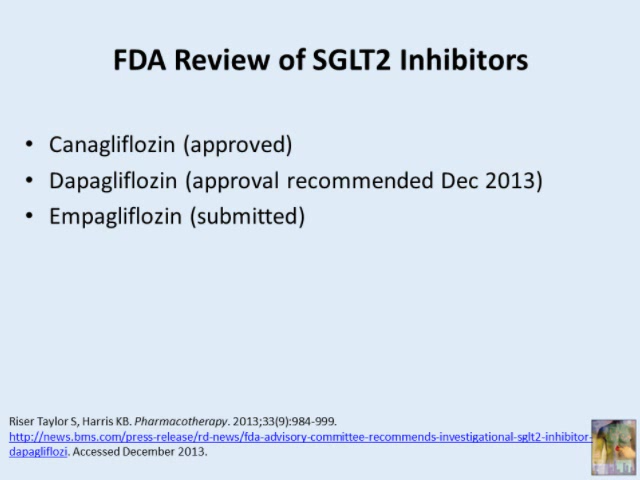 FDA Review of SGLT2 Inhibitors
• Canagliflozin (approved)
• Dapagliflozin (approval recommended Dec 2013)
• Empagliflozin (submitted)
Riser Taylor S, Harris KB. Pharmacotherapy. 2013;33(9):984-999.
http://news.bms.com/press-release/rd-news/fda-advisory-committee-recommends-investigational-sglt2-inhibitor-
dapagliflozi. Accessed December 2013.